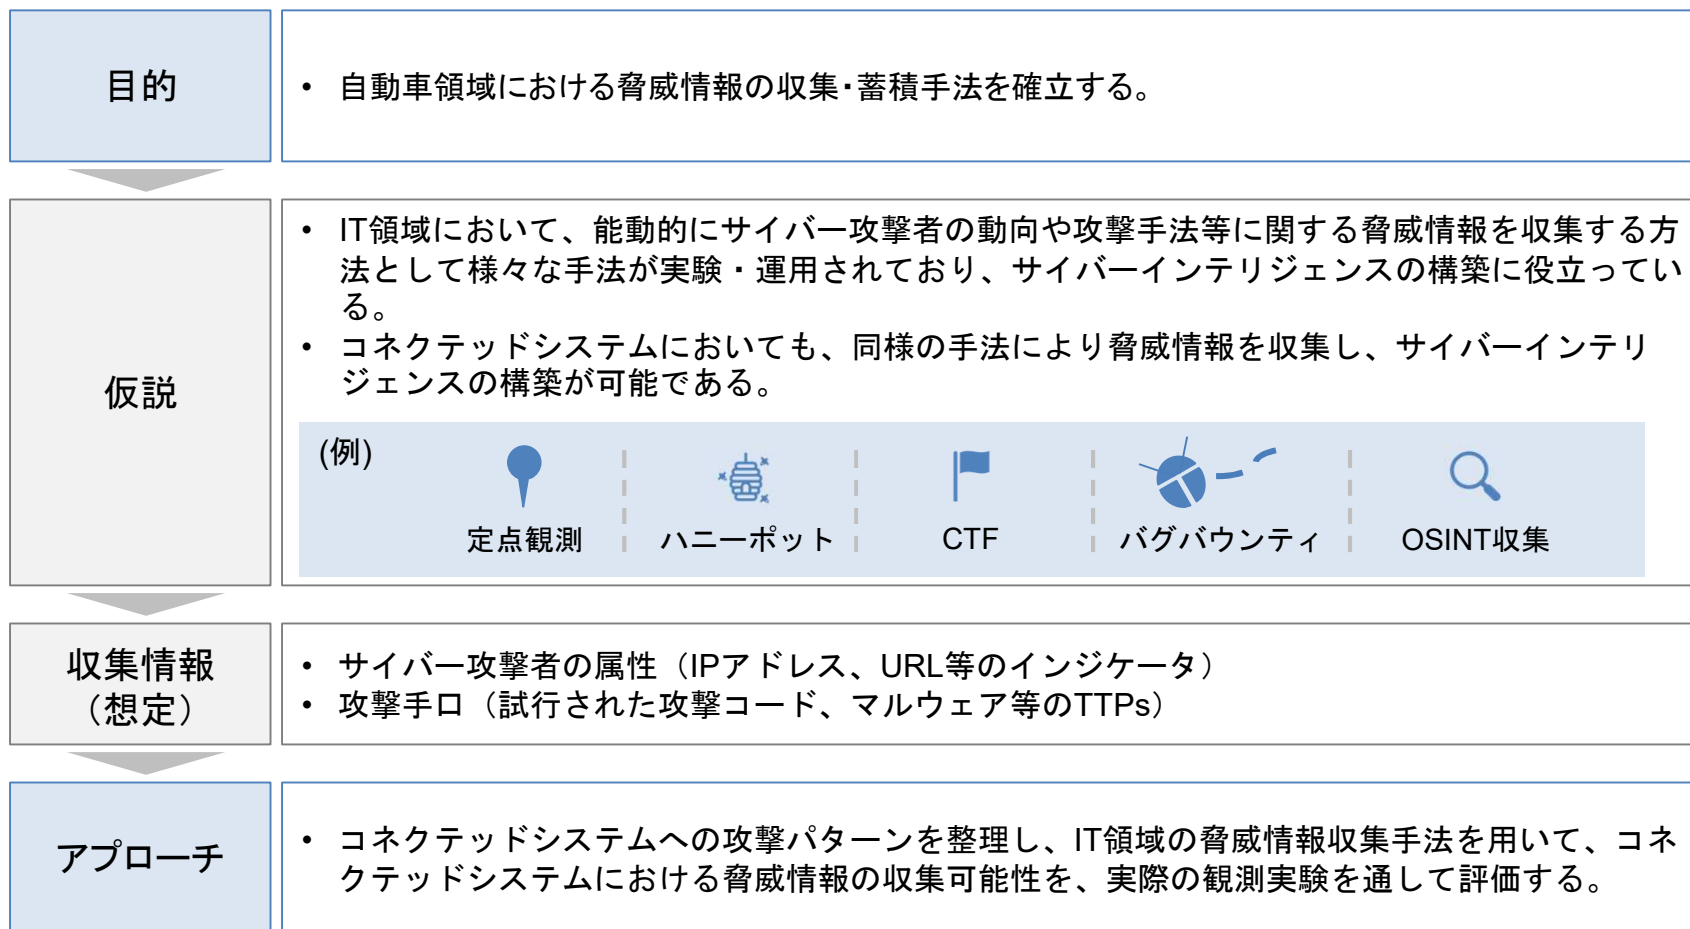 目的
• 自動車領域における脅威情報の収集・蓄積手法を確立する。
仮説
• IT領域において、能動的にサイバー攻撃者の動向や攻撃手法等に関する脅威情報を収集する方
法として様々な手法が実験・運用されており、サイバーインテリジェンスの構築に役立ってい
る。
• コネクテッドシステムにおいても、同様の手法により脅威情報を収集し、サイバーインテリ
ジェンスの構築が可能である。
(例)
定点観測
ハニーポット
CTF
バグバウンティ
OSINT収集
収集情報
（想定）
• サイバー攻撃者の属性（IPアドレス、URL等のインジケータ）
• 攻撃手口（試行された攻撃コード、マルウェア等のTTPs）
アプローチ
• コネクテッドシステムへの攻撃パターンを整理し、IT領域の脅威情報収集手法を用いて、コネ
クテッドシステムにおける脅威情報の収集可能性を、実際の観測実験を通して評価する。